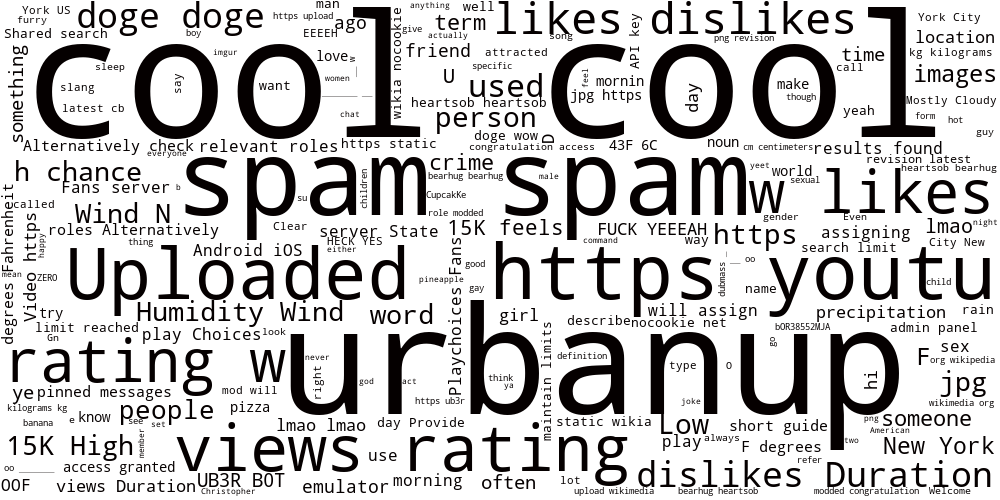 York US
furry
doge doge
boy
https upload
man
ago
EEEEH
anything
well
term
give
actually
likes
dislikes
song
png revision
API key
York City
location
kg kilograms
Shared search
something
cool
cool
imgur
love
w
wikia nocookie
friend
attracted
specific
time
call
images
sleep
slang
say
want
women
U
used
feel
mornin
jpg https
day
make
though
latest cb
chat
heartsob heartsob
person
yeah
Mostly Cloudy
form
hot
guy
doge wow
D
Alternatively check
relevant roles
https static
congratulation access
43F 6C
noun
cm centimeters
results found
everyone
h chance
spam
spam
crime
yeet
world
revision latest
heartsob bearhug
Fans server
b
su
children
bearhug bearhug
male
sexual
w likes
called
Wind N
CupcakKe
role modded
gender
Even
assigning
lmao
night
roles Alternatively
Clear
server State
15K feels
FUCK YEEEAH
way
https
search limit
City New
degrees Fahrenheit
Video https
happy
thing
Android iOS
HECK YES
either
command
mean
ZERO
Uploaded
pineapple
Playchoices Fans
good
gay
https
dubmass
oo
name
youtu
child
try
Humidity Wind
word
girl
will assign
precipitation
rain
limit reached
Gn
play Choices
look
describe
nocookie net
bOR38552MJA
admin panel
rating w
urbanup
never
right
god
act
think
ya
maintain limits
definition
type
O
go
hi
F
sex
org wikipedia
ye
pinned messages
mod will
https ub3r
joke
jpg
wikimedia org
kilograms kg
banana
e
know
people
see
set
pizza
png
American
someone
15K High
member
lmao lmao
day Provide
static wikia
Low
short guide
two
New York
views rating
use
play
always
F degrees
refer
oo
access granted
OOF
views Duration
UB3R B0T
Christopher
emulator
morning
often
lot
upload wikimedia
dislikes
bearhug heartsob
Duration
modded congratulation
Welcome